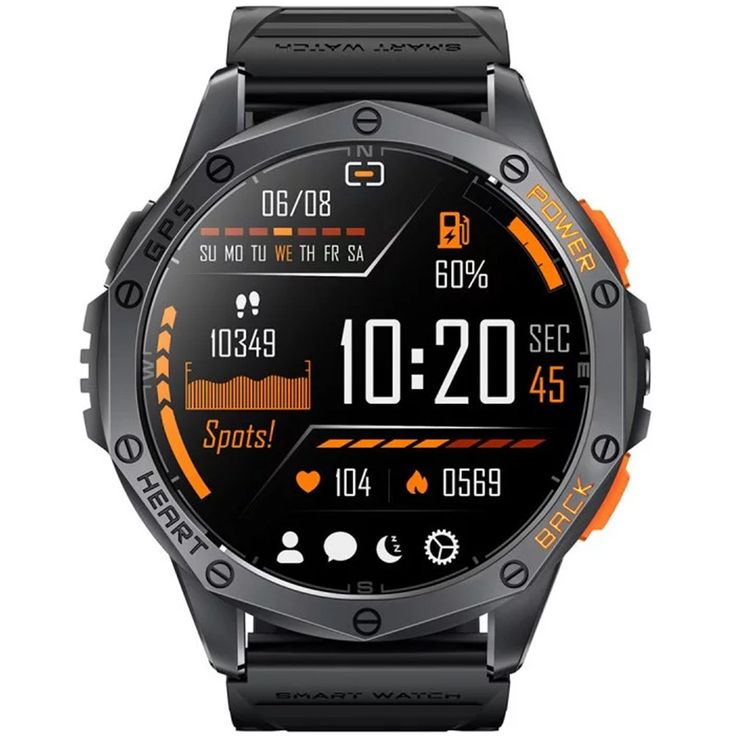 SMART WATCH
N
GPS
POWER
06/08
SU MO TU WE TH FR SA
60%
10349
10:20
SEC
45
W
E
Spots!
104
0569
HEART
BACK
S
SMART WATCH